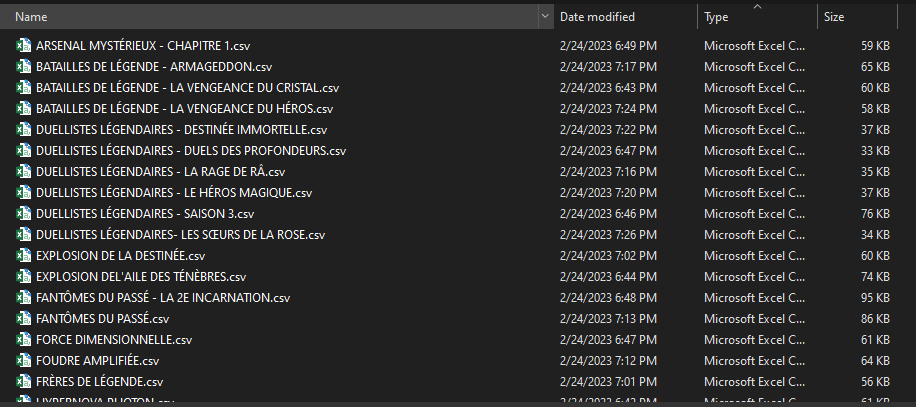 Name Date modified Type Size
ARSENAL MYSTÉRIEUX - CHAPITRE 1.csv 2/24/2023 6:49 PM Microsoft Excel C... 59 KB
BATAILLES DE LÉGENDE - ARMAGEDDON.csv 2/24/2023 7:17 PM Microsoft Excel C... 65 KB
BATAILLES DE LÉGENDE - LA VENGEANCE DU CRISTAL.csv 2/24/2023 6:43 PM Microsoft Excel C... 60 KB
BATAILLES DE LÉGENDE - LA VENGEANCE DU HÉROS.csv 2/24/2023 7:24 PM Microsoft Excel C... 58 KB
DUELLISTES LÉGENDAIRES - DESTINÉE IMMORTELLE.csv 2/24/2023 7:22 PM Microsoft Excel C... 37 KB
DUELLISTES LÉGENDAIRES - DUELS DES PROFONDEURS.csv 2/24/2023 6:47 PM Microsoft Excel C... 33 KB
DUELLISTES LÉGENDAIRES - LA RAGE DE RÂ.csv 2/24/2023 7:16 PM Microsoft Excel C... 35 KB
DUELLISTES LÉGENDAIRES - LE HÉROS MAGIQUE.csv 2/24/2023 7:20 PM Microsoft Excel C... 37 KB
DUELLISTES LÉGENDAIRES - SAISON 3.csv 2/24/2023 6:46 PM Microsoft Excel C... 76 KB
DUELLISTES LÉGENDAIRES- LES SŒURS DE LA ROSE.csv 2/24/2023 7:26 PM Microsoft Excel C... 34 KB
EXPLOSION DE LA DESTINÉE.csv 2/24/2023 7:02 PM Microsoft Excel C... 60 KB
EXPLOSION DEL'AILE DES TÉNÈBRES.csv 2/24/2023 6:44 PM Microsoft Excel C... 74 KB
FANTÔMES DU PASSÉ - LA 2E INCARNATION.csv 2/24/2023 6:48 PM Microsoft Excel C... 95 KB
FANTÔMES DU PASSÉ.csv 2/24/2023 7:13 PM Microsoft Excel C... 86 KB
FORCE DIMENSIONNELLE.csv 2/24/2023 6:47 PM Microsoft Excel C... 61 KB
FOUDRE AMPLIFIÉE.csv 2/24/2023 7:12 PM Microsoft Excel C... 64 KB
FRÈRES DE LÉGENDE.csv 2/24/2023 7:01 PM Microsoft Excel C... 56 KB
HYPERNOVA PHOTON.csv 2/24/2023 6:42 PM Microsoft Excel C... 61 KB